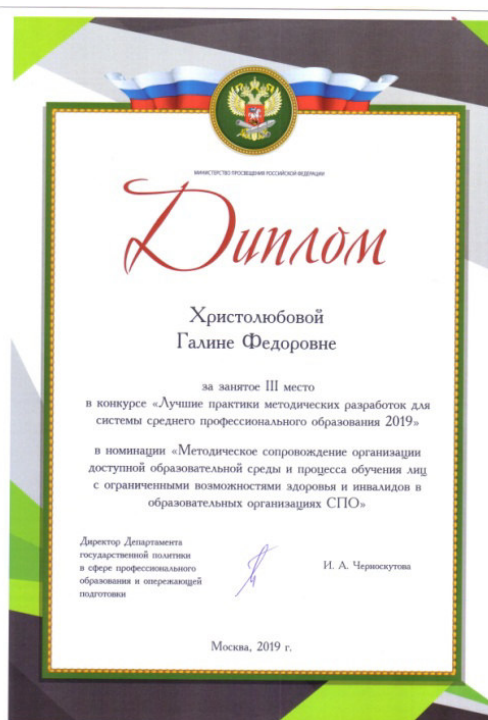 МИНИСТЕРСТВО ПРОСВЕЩЕНИЯ РОССИЙСКОЙ ФЕДЕРАЦИИ
Диплом
Христолюбовой
Галине Федоровне
за занятое III место
в конкурсе «Лучшие практики методических разработок для
системы среднего профессионального образования 2019»
в номинации «Методическое сопровождение организации
доступной образовательной среды и процесса обучения лиц
с ограниченными возможностями здоровья и инвалидов в
образовательных организациях СПО»
Директор Департамента
государственной политики
в сфере профессионального
образования и опережающей
подготовки
И. А. Черноскутова
Москва, 2019 г.